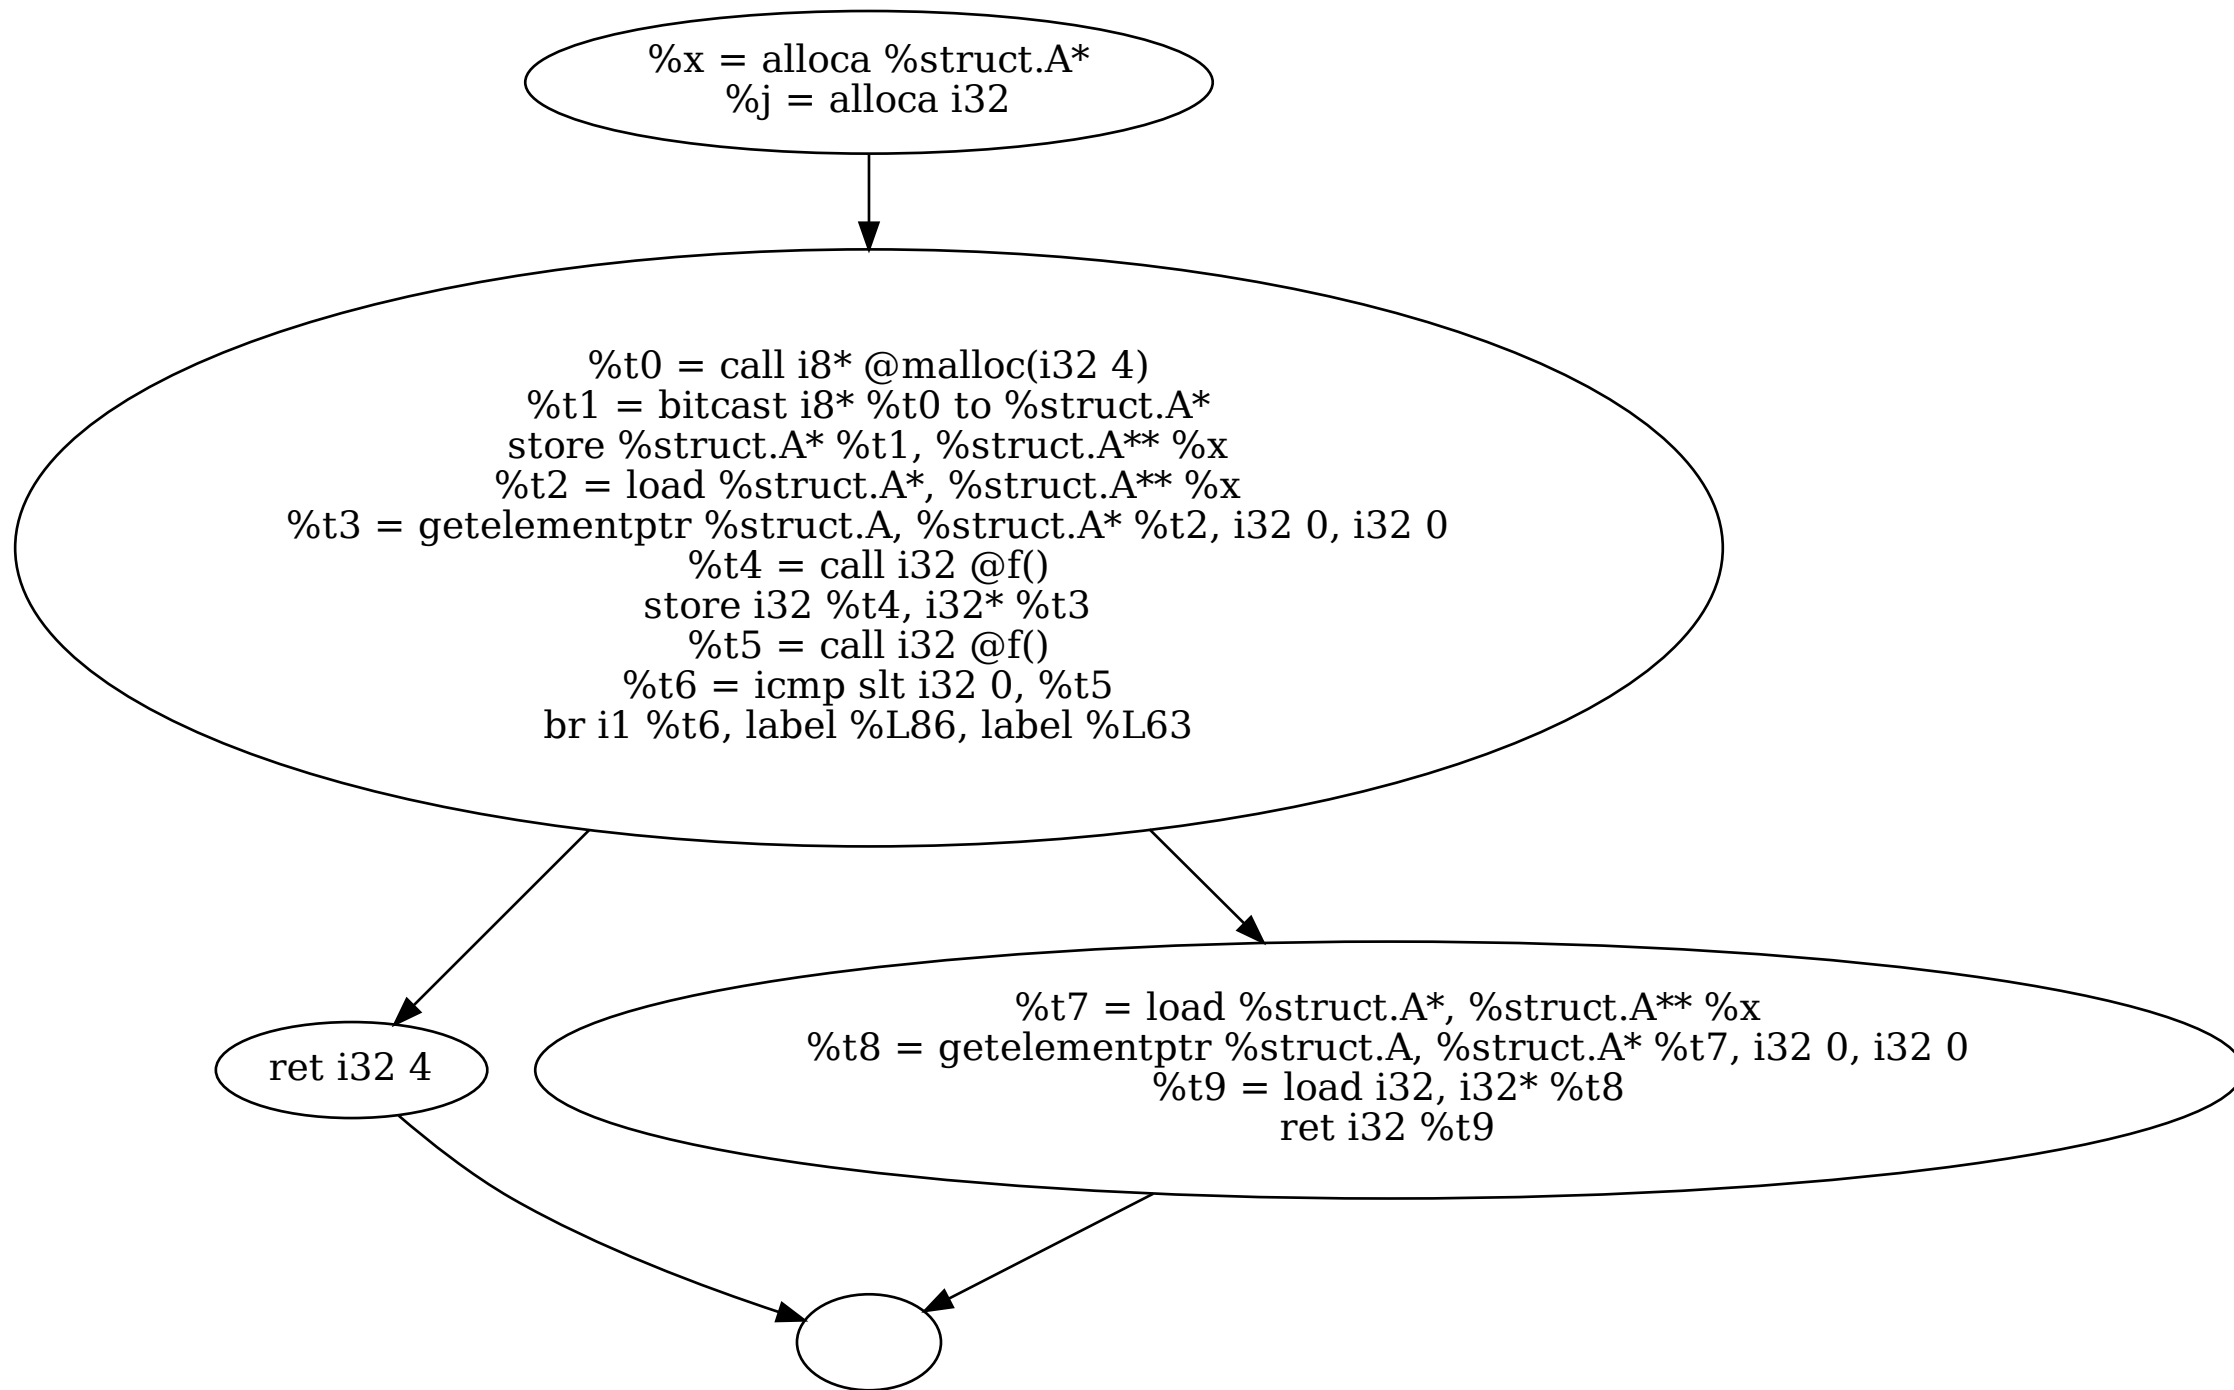 %x = alloca %struct.A*
%j = alloca i32
%t0 = call i8* @malloc(i32 4)
%t1 = bitcast i8* %t0 to %struct.A*
store %struct.A* %t1, %struct.A** %x
%t2 = load %struct.A*, %struct.A** %x
%t3 = getelementptr %struct.A, %struct.A* %t2, i32 0, i32 0
%t4 = call i32 @f()
store i32 %t4, i32* %t3
%t5 = call i32 @f()
%t6 = icmp slt i32 0, %t5
br i1 %t6, label %L86, label %L63
ret i32 4
%t7 = load %struct.A*, %struct.A** %x
%t8 = getelementptr %struct.A, %struct.A* %t7, i32 0, i32 0
%t9 = load i32, i32* %t8
ret i32 %t9